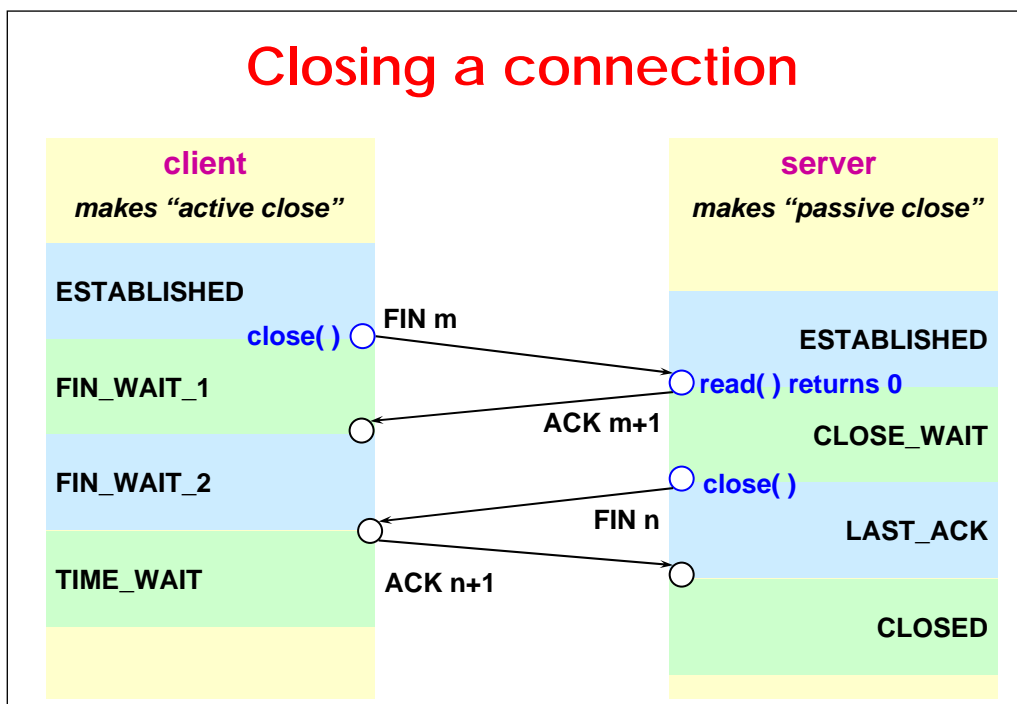 Closing a connection
client
makes “active close”
server
makes “passive close”
ESTABLISHED
close( )
FIN m
ESTABLISHED
read( ) returns 0
FIN_WAIT_1
ACK m+1
CLOSE_WAIT
FIN_WAIT_2
close( )
FIN n
LAST_ACK
TIME_WAIT
ACK n+1
CLOSED